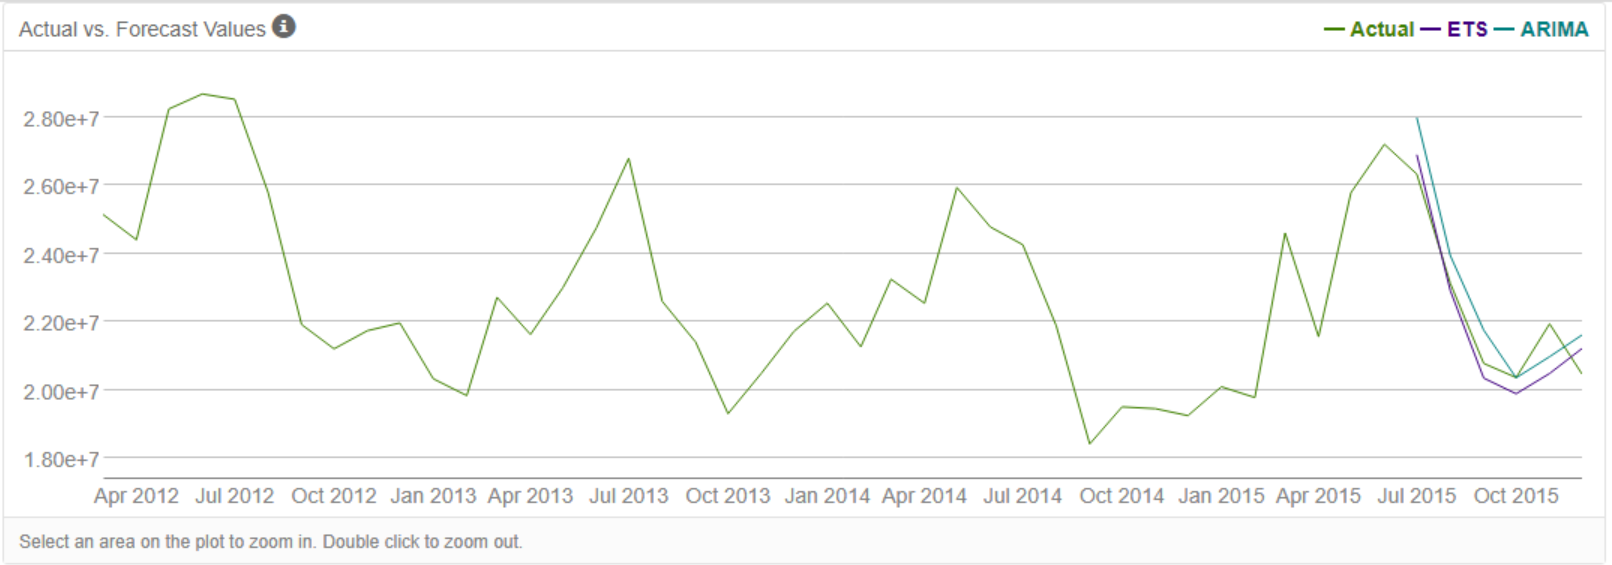 Actual vs. Forecast Values i
Actual ETS ARIMA
2.80e+7
2.60e+7
2.40e+7
2.20e+7
2.00e+7
1.80e+7
Apr 2012 Jul 2012 Oct 2012 Jan 2013 Apr 2013 Jul 2013 Oct 2013 Jan 2014 Apr 2014 Jul 2014 Oct 2014 Jan 2015 Apr 2015 Jul 2015 Oct 2015
Select an area on the plot to zoom in. Double click to zoom out.